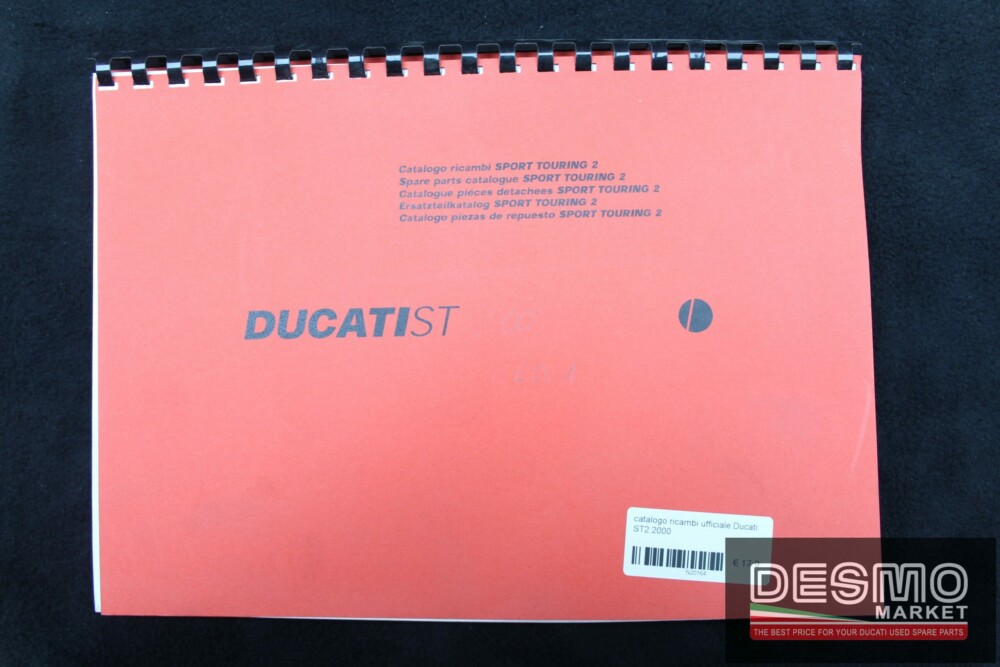 Catalogo ricambi SPORT TOURING 2
Spare parts catalogue SPORT TOURING 2
Catalogue piéces detachees SPORT TOURING 2
Ersatzteilkatalog SPORT TOURING 2
Catalogo piezas de repuesto SPORT TOURING 2
DUCATIST
catalogo ricambi ufficiale Ducati
ST2 2000
€
DESMO
MARKET
THE BEST PRICE FOR YOUR DUCATI USED SPARE PARTS